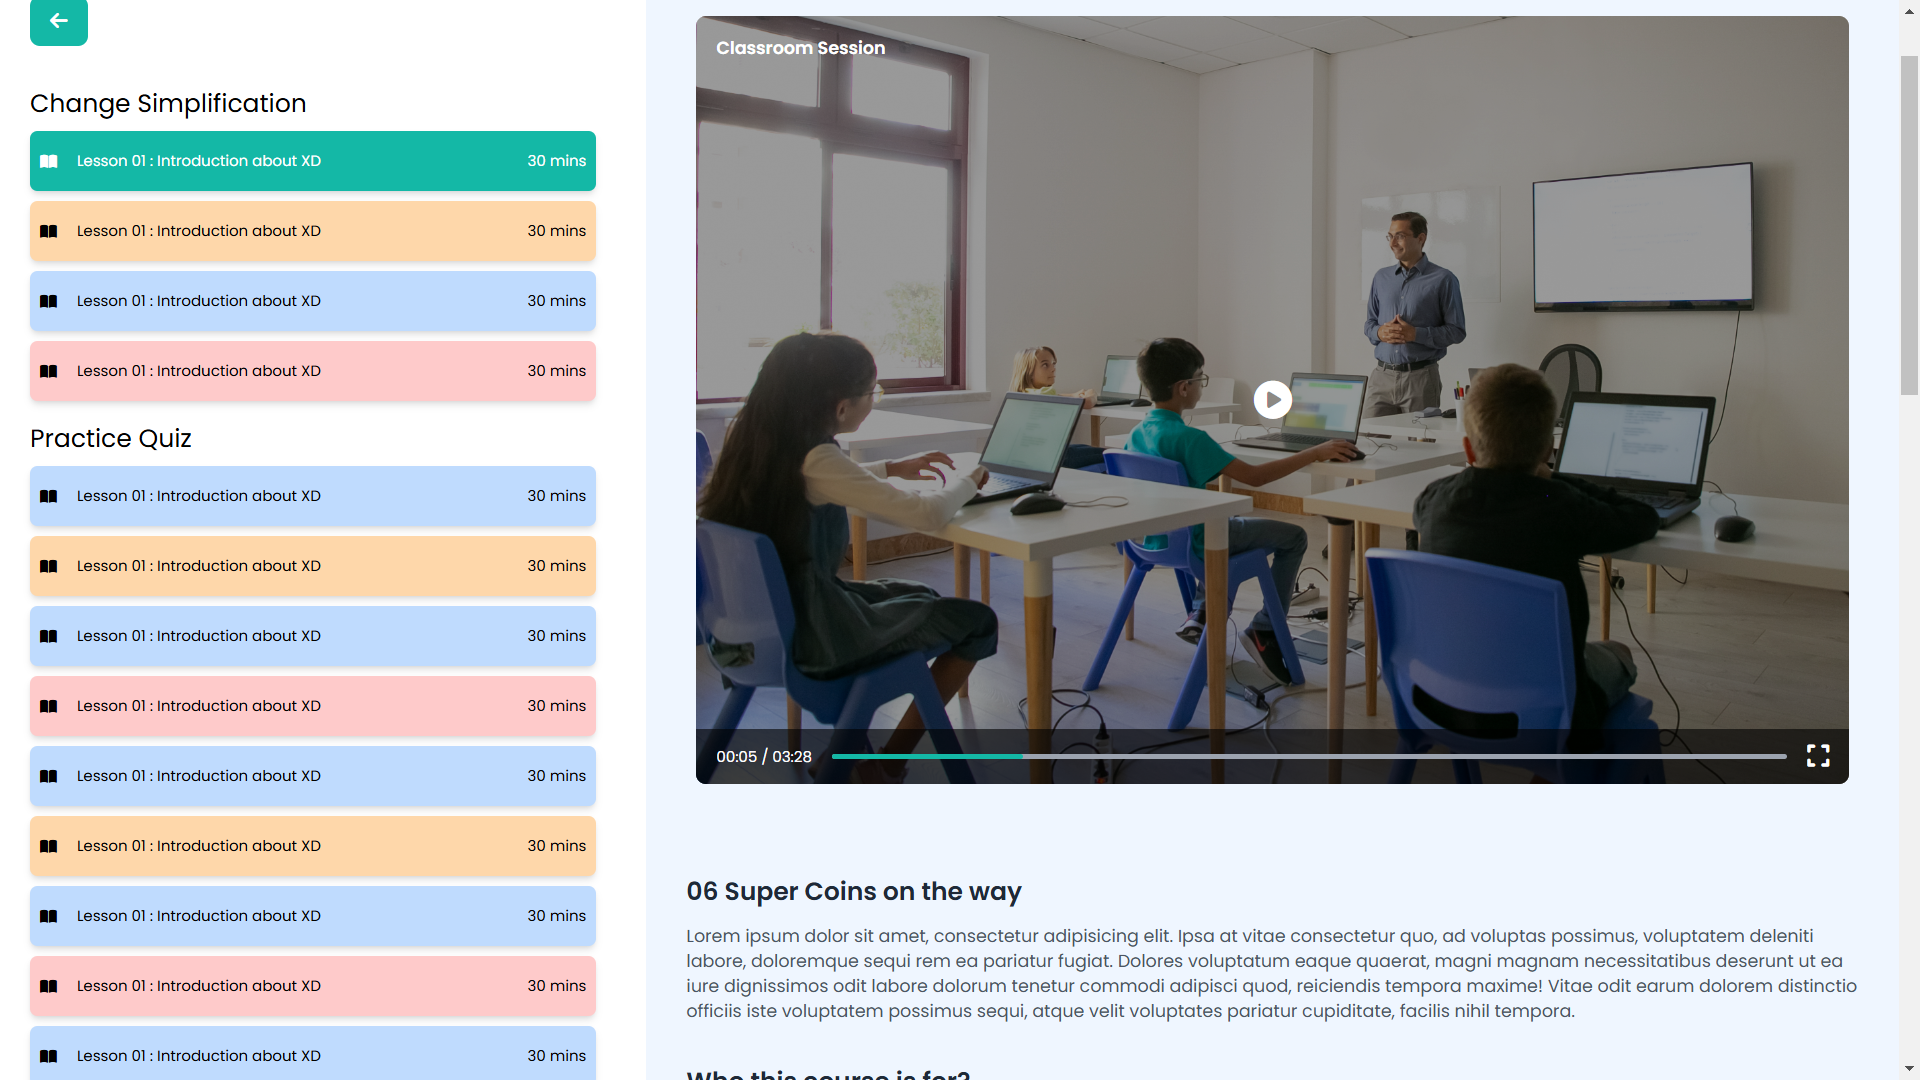 Change Simplification
Lesson 01 : Introduction about XD 30 mins
Lesson 01 : Introduction about XD 30 mins
Lesson 01 : Introduction about XD 30 mins
Lesson 01 : Introduction about XD 30 mins
Practice Quiz
Lesson 01 : Introduction about XD 30 mins
Lesson 01 : Introduction about XD 30 mins
Lesson 01 : Introduction about XD 30 mins
Lesson 01 : Introduction about XD 30 mins
Lesson 01 : Introduction about XD 30 mins
Lesson 01 : Introduction about XD 30 mins
Lesson 01 : Introduction about XD 30 mins
Lesson 01 : Introduction about XD 30 mins
Lesson 01 : Introduction about XD 30 mins
Classroom Session
00:05 / 03:28
06 Super Coins on the way
Lorem ipsum dolor sit amet, consectetur adipisicing elit. Ipsa at vitae consectetur quo, ad voluptas possimus, voluptatem deleniti
labore, doloremque sequi rem ea pariatur fugiat. Dolores voluptatum eaque quaerat, magni magnam necessitatibus deserunt ut ea
iure dignissimos odit labore dolorum tenetur commodi adipisci quod, reiciendis tempora maxime! Vitae odit earum dolorem distinctio
officiis iste voluptatem possimus sequi, atque velit voluptates pariatur cupiditate, facilis nihil tempora.
Who this course is for?